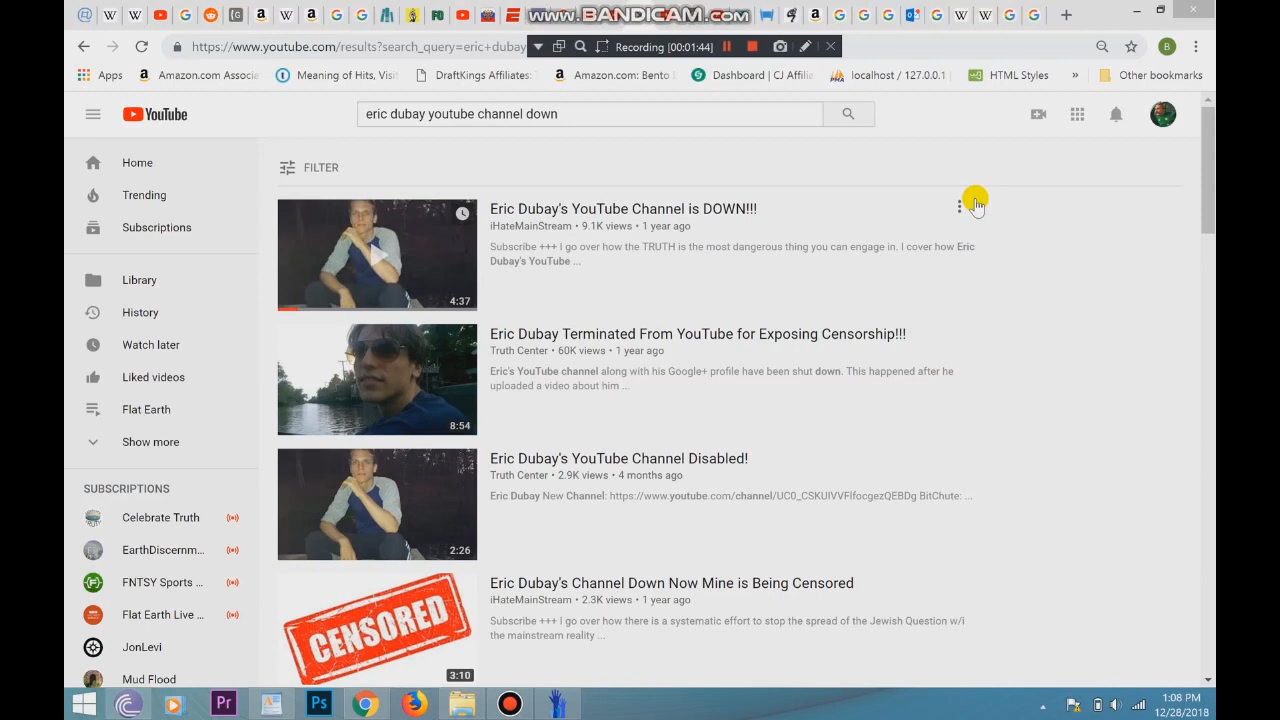 www.BANDICAM.com
https://www.youtube.com/results?search_query=eric+dubay
Recording [00:01:44]
B
Apps
Amazon.com Associa
Meaning of Hits, Visit
DraftKings Affiliates:
Amazon.com: Bento
Dashboard | CJ Affilia
localhost / 127.0.0.1
HTML Styles
»
Other bookmarks
YouTube
eric dubay youtube channel down
Home
Trending
Subscriptions
Library
History
Watch later
Liked videos
Flat Earth
Show more
SUBSCRIPTIONS
Celebrate Truth
EarthDiscernm...
FNTSY Sports ...
Flat Earth Live ...
JonLevi
Mud Flood
FILTER
4:37
Eric Dubay's YouTube Channel is DOWN!!!
iHateMainStream • 9.1K views • 1 year ago
Subscribe +++ I go over how the TRUTH is the most dangerous thing you can engage in. I cover how Eric
Dubay's YouTube ...
8:54
Eric Dubay Terminated From YouTube for Exposing Censorship!!!
Truth Center • 60K views • 1 year ago
Eric's YouTube channel along with his Google+ profile have been shut down. This happened after he
uploaded a video about him ...
2:26
Eric Dubay's YouTube Channel Disabled!
Truth Center • 2.9K views • 4 months ago
Eric Dubay New Channel: https://www.youtube.com/channel/UC0_CSKUIVVFlfocgezQEBDg BitChute: ...
CENSORED
3:10
Eric Dubay's Channel Down Now Mine is Being Censored
iHateMainStream • 2.3K views • 1 year ago
Subscribe +++ I go over how there is a systematic effort to stop the spread of the Jewish Question w/i
the mainstream reality ...
Pr
Ps
1:08 PM
12/28/2018